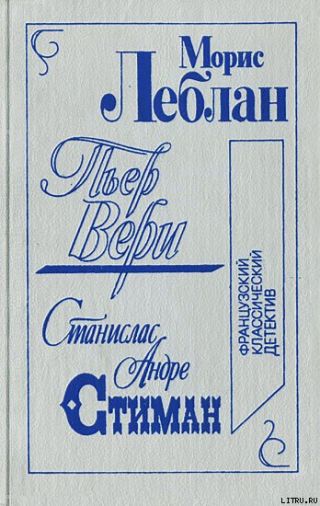 Морис
Леблан
Пьер
Вери
Станислас
Андре
Стиман
ФРАНЦУЗСКИЙ
КЛАССИЧЕСКИЙ
ДЕТЕКТИВ
LITRU.RU